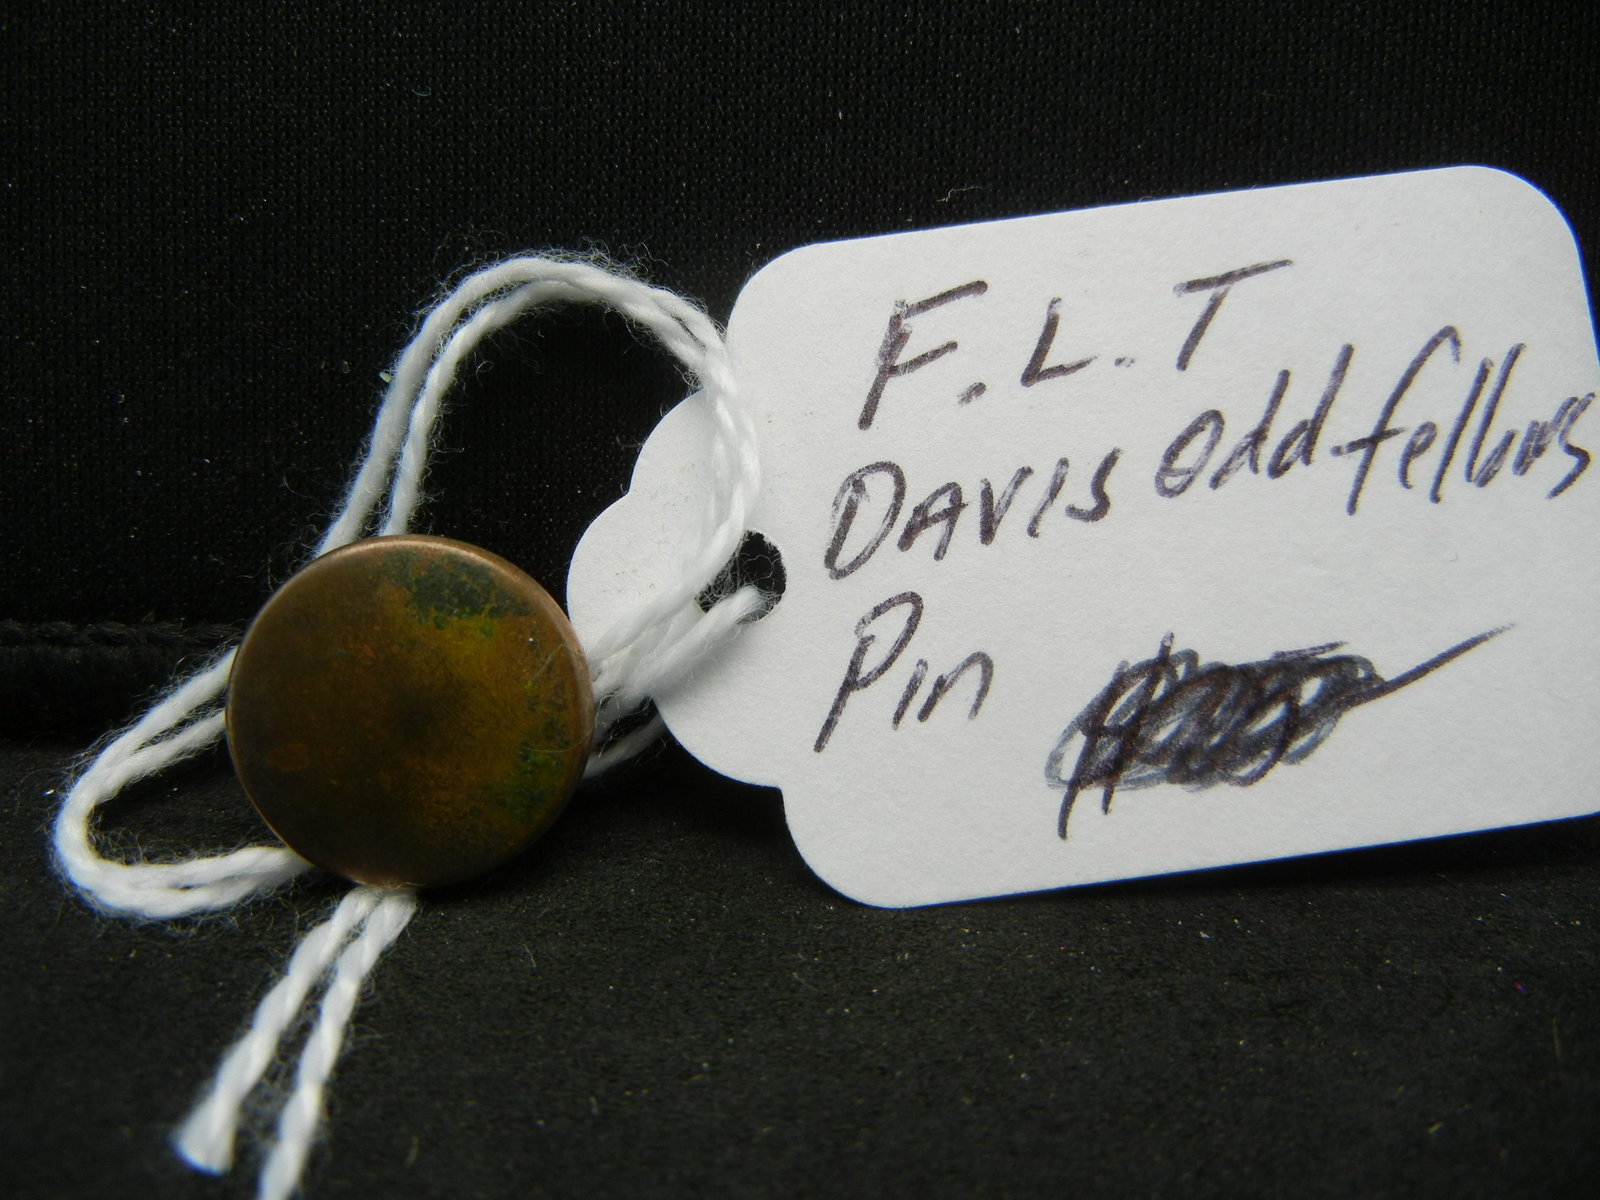 F.L.T
DAVIS Odd fellows
Pin